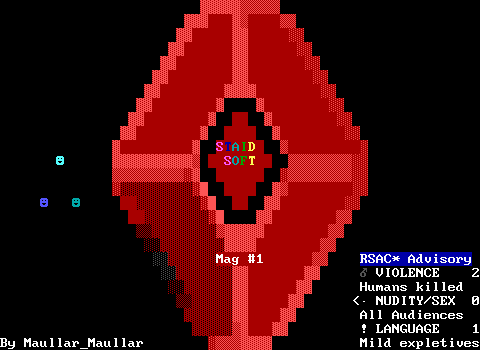 STAID
SOFT
Mag #1
RSAC* Advisory
♂ VIOLENCE 2
Humans killed
<- NUDITY/SEX 0
All Audiences
! LANGUAGE 1
Mild expletives
By Maullar_Maullar